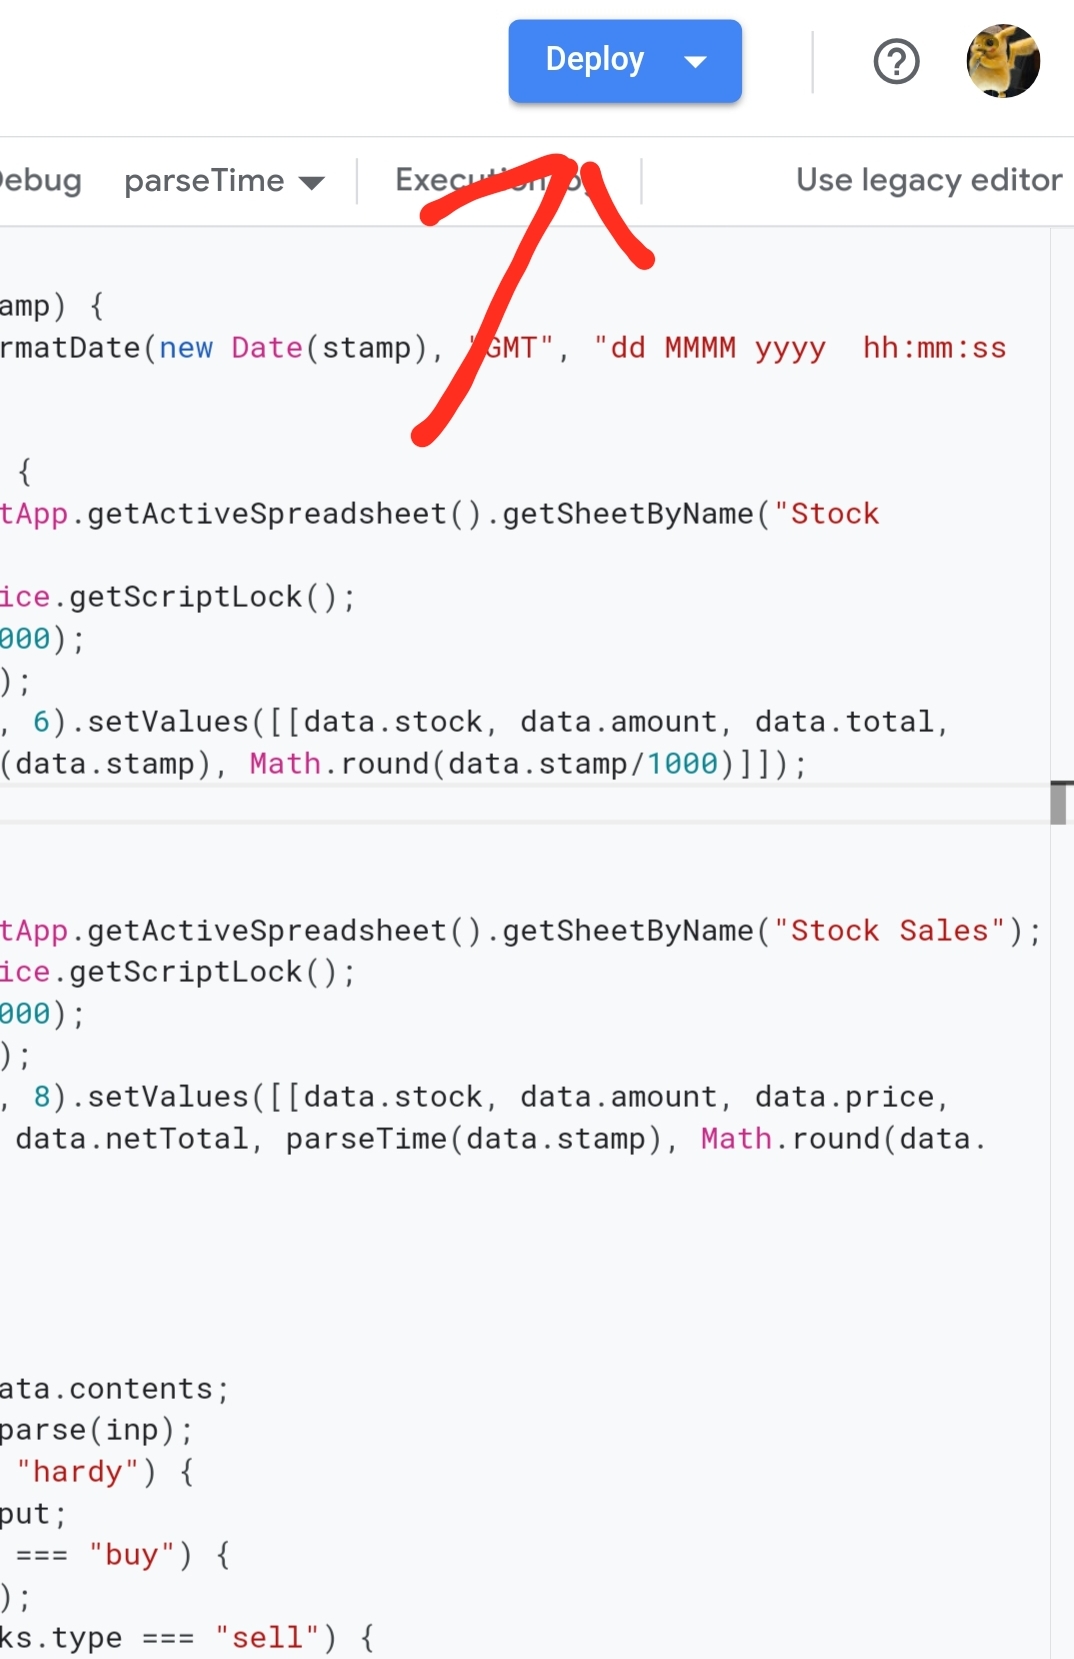 Deploy
ebug parseTime Execution Use legacy editor
amp) {
rmatDate(new Date(stamp), "GMT", "dd MMMM yyyy  hh:mm:ss
{
tApp.getActiveSpreadsheet().getSheetByName("Stock
ice.getScriptLock();
000);
);
, 6).setValues([[data.stock, data.amount, data.total,
(data.stamp), Math.round(data.stamp/1000)]]);
tApp.getActiveSpreadsheet().getSheetByName("Stock Sales");
ice.getScriptLock();
000);
);
, 8).setValues([[data.stock, data.amount, data.price,
data.netTotal, parseTime(data.stamp), Math.round(data.
ata.contents;
parse(inp);
"hardy") {
put;
=== "buy") {
);
ks.type === "sell") {